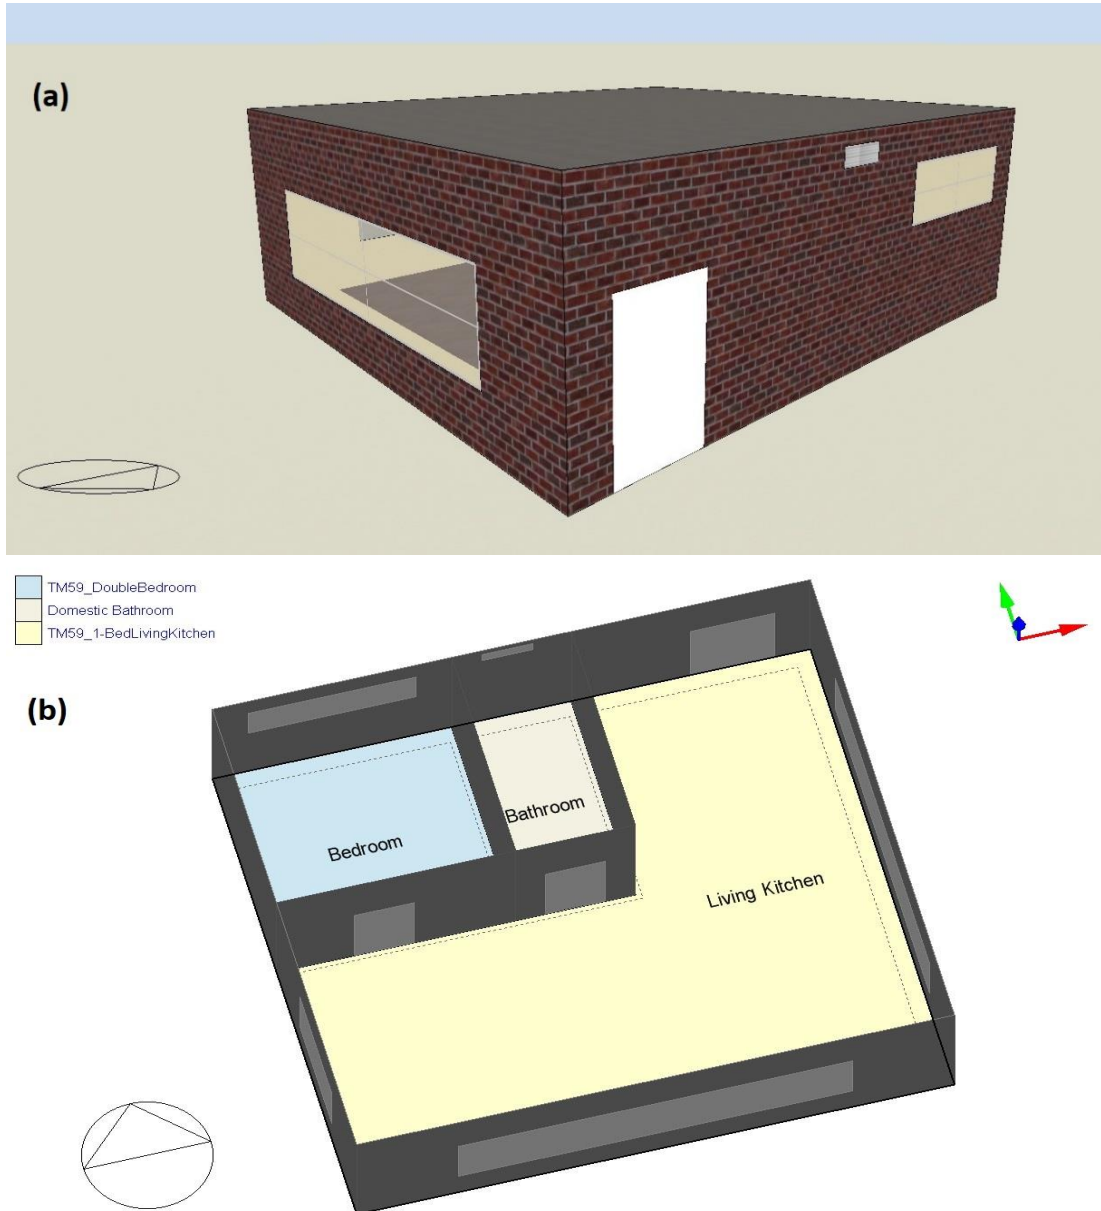 (a)
TM59_DoubleBedroom
Domestic Bathroom
TM59_1-BedLivingKitchen
(b)
Bathroom
Bedroom
Living Kitchen